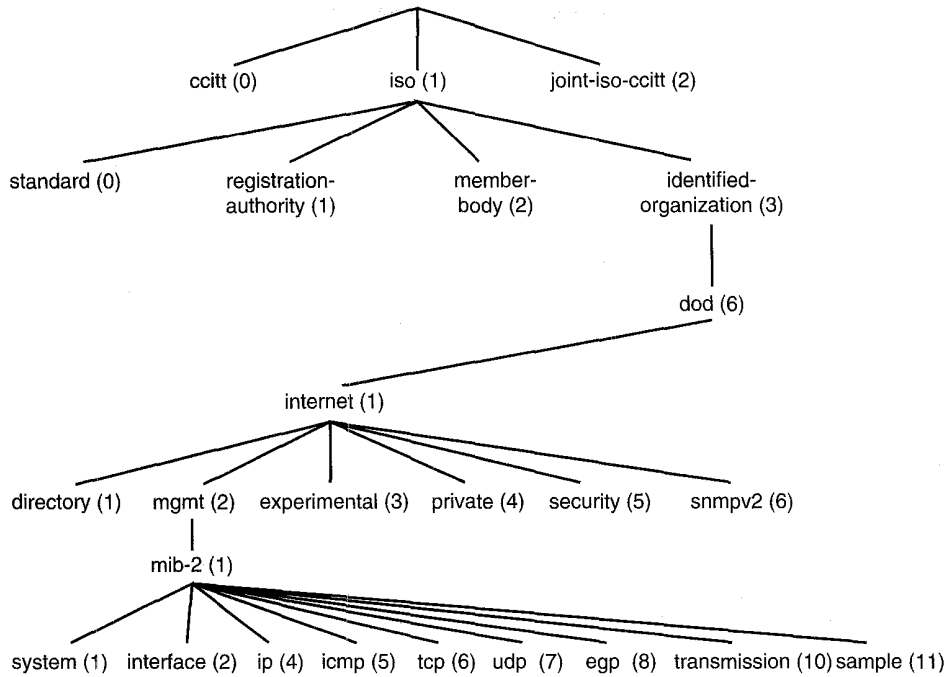 ccitt (0) iso (1) joint-iso-ccitt (2)
standard (0) registration-authority (1) member-body (2) identified-organization (3)
dod (6)
internet (1)
directory (1) mgmt (2) experimental (3) private (4) security (5) snmpv2 (6)
mib-2 (1)
system (1) interface (2) ip (4) icmp (5) tcp (6) udp (7) egp (8) transmission (10) sample (11)